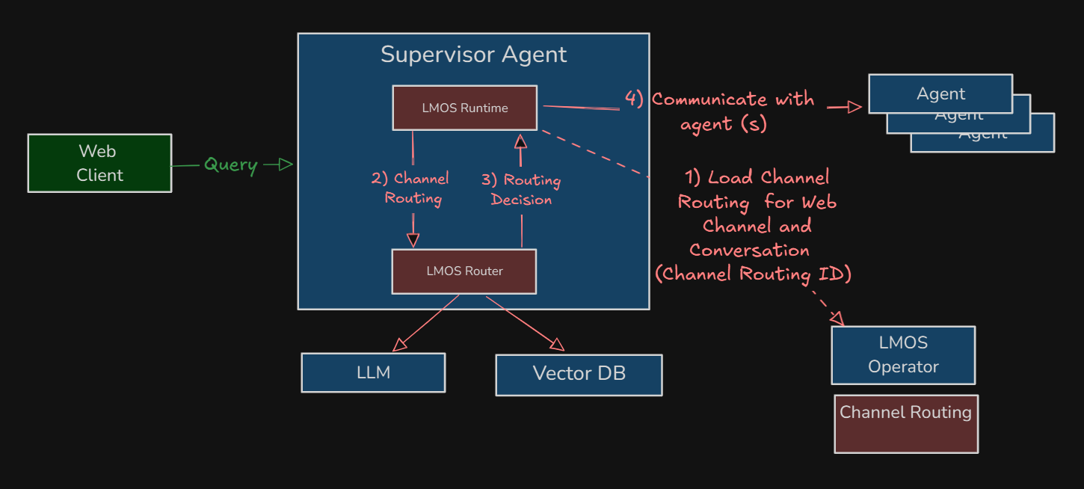 Supervisor Agent
LMOS Runtime
Web
Client
Query
2) Channel
Routing
3) Routing
Decision
LMOS Router
LLM
Vector DB
4) Communicate with
agent (s)
Agent
Agent
Agent
1) Load Channel
Routing for Web
Channel and
Conversation
(Channel Routing ID)
LMOS
Operator
Channel Routing